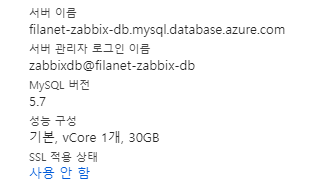 서버 이름
filanet-zabbix-db.mysql.database.azure.com
서버 관리자 로그인 이름
zabbixdb@filanet-zabbix-db
MySQL 버전
5.7
성능 구성
기본, vCore 1개, 30GB
SSL 적용 상태
사용 안 함